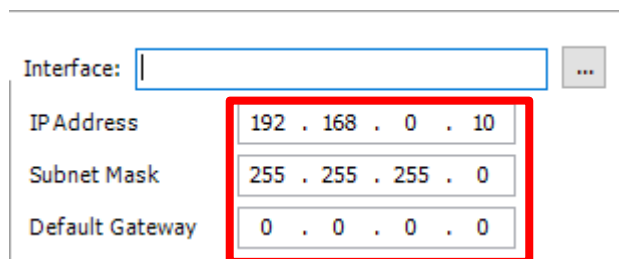 Interface: ...
IP Address 192 . 168 . 0 . 10
Subnet Mask 255 . 255 . 255 . 0
Default Gateway 0 . 0 . 0 . 0